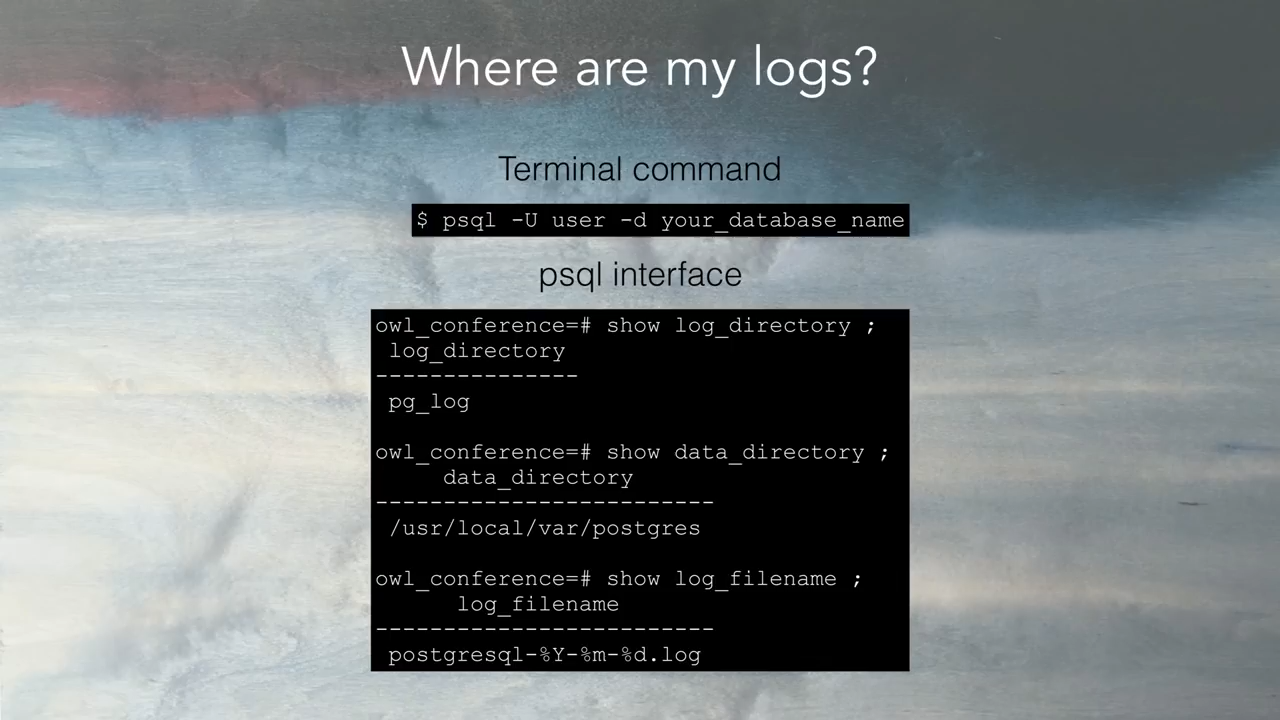 Where are my logs?
Terminal command
$ psql -U user -d your_database_name
psql interface
owl_conference=# show log_directory ;
 log_directory
---------------
 pg_log
owl_conference=# show data_directory ;
     data_directory
-------------------------
 /usr/local/var/postgres
owl_conference=# show log_filename ;
      log_filename
-------------------------
 postgresql-%Y-%m-%d.log